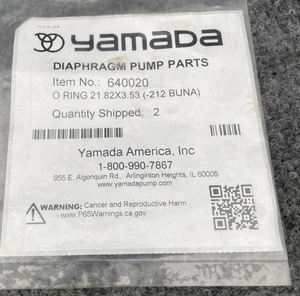 yamada
DIAPHRAGM PUMP PARTS
Item No.: 640020
O RING 21.82X3.53 (-212 BUNA)
Quantity Shipped: 2
Yamada America, Inc
1-800-990-7867
955 E. Algonquin Rd., Arlinginton Heights, IL 60005
www.yamadapump.com
WARNING: Cancer and Reproductive Harm
www.P65Warnings.ca.gov